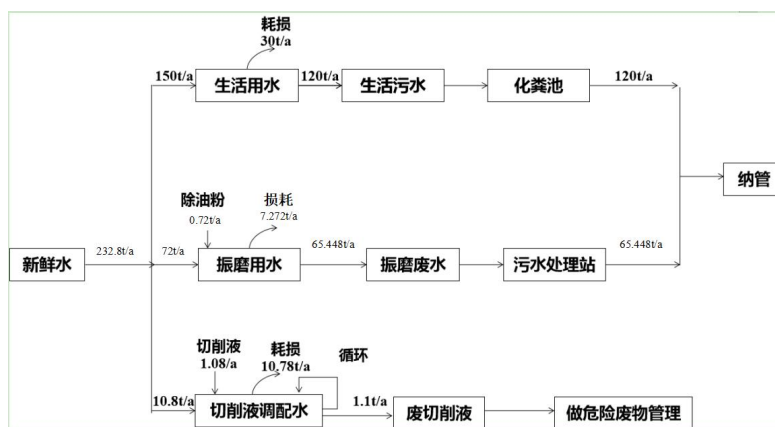 耗损
30t/a
150t/a
生活用水
120t/a
生活污水
化粪池
120t/a
纳管
除油粉
0.72t/a
损耗
7.272t/a
新鲜水
232.8t/a
72t/a
振磨用水
65.448t/a
振磨废水
污水处理站
65.448t/a
切削液
1.08/a
耗损
10.78t/a
循环
10.8t/a
切削液调配水
1.1t/a
废切削液
做危险废物管理